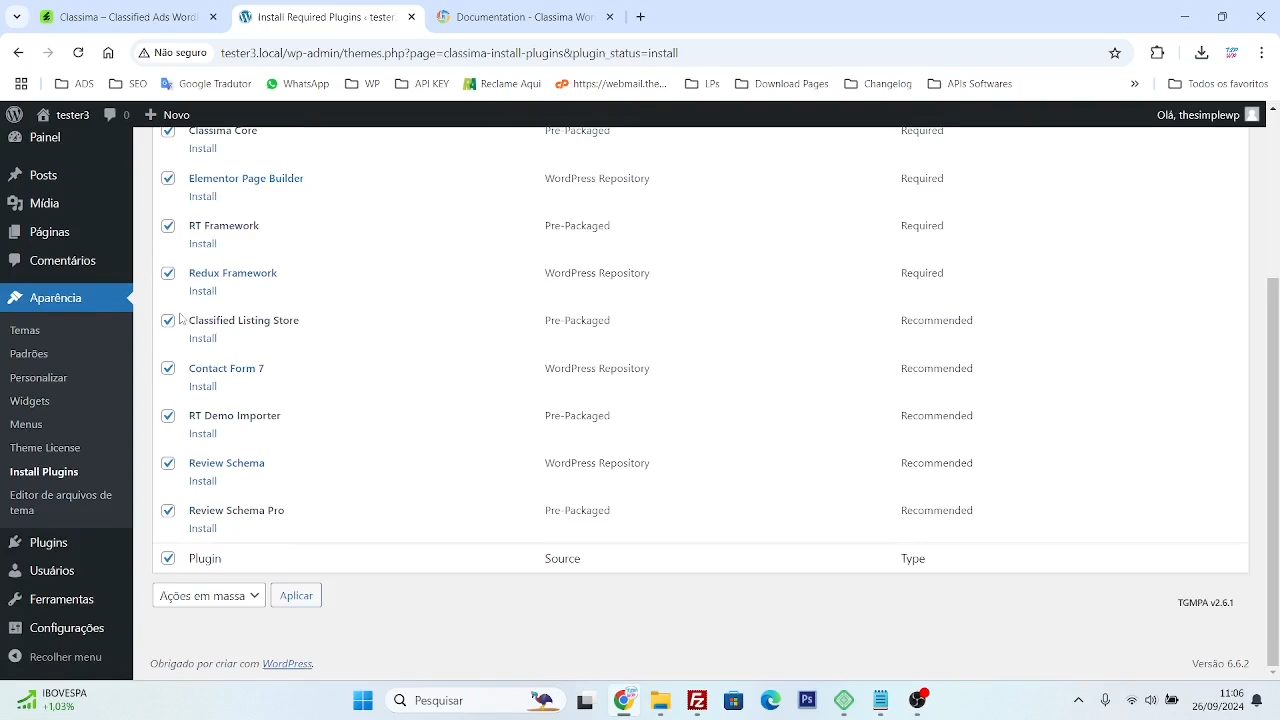 Classima – Classified Ads Word
Install Required Plugins ‹ tester
Documentation - Classima Wor
Não seguro
tester3.local/wp-admin/themes.php?page=classima-install-plugins&plugin_status=install
ADS
SEO
Google Tradutor
WhatsApp
WP
API KEY
Reclame Aqui
https://webmail.the...
LPs
Download Pages
Changelog
APIs Softwares
»
Todos os favoritos
tester3
0
Novo
Olá, thesimplewp
Painel
Posts
Mídia
Páginas
Comentários
Aparência
Temas
Padrões
Personalizar
Widgets
Menus
Theme License
Install Plugins
Editor de arquivos de
tema
Plugins
Usuários
Ferramentas
Configurações
Recolher menu
Classima Core Pre-Packaged Required
Install
Elementor Page Builder WordPress Repository Required
Install
RT Framework Pre-Packaged Required
Install
Redux Framework WordPress Repository Required
Install
Classified Listing Store Pre-Packaged Recommended
Install
Contact Form 7 WordPress Repository Recommended
Install
RT Demo Importer Pre-Packaged Recommended
Install
Review Schema WordPress Repository Recommended
Install
Review Schema Pro Pre-Packaged Recommended
Install
Plugin Source Type
Ações em massa
Aplicar
TGMPA v2.6.1
Obrigado por criar com WordPress.
Versão 6.6.2
IBOVESPA
+1,03%
Pesquisar
Fz
Ps
11:06
26/09/2024